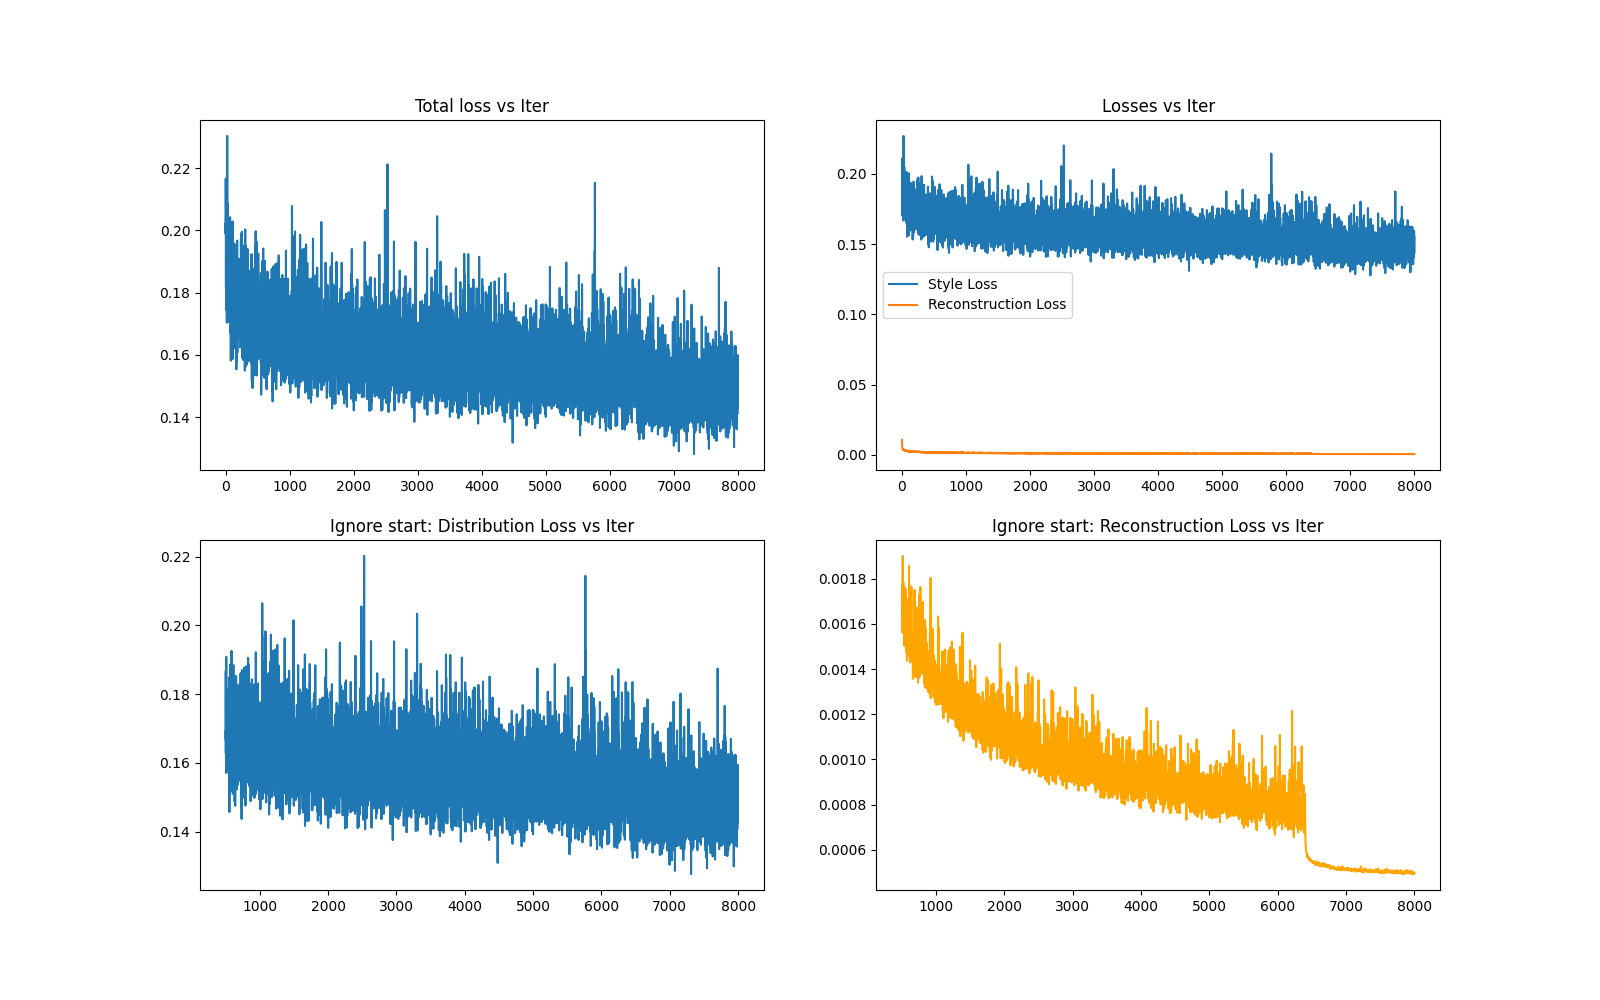 Total loss vs Iter
0.22
0.20
0.18
0.16
0.14
0 1000 2000 3000 4000 5000 6000 7000 8000
Losses vs Iter
0.20
0.15
0.10
0.05
0.00
Style Loss
Reconstruction Loss
0 1000 2000 3000 4000 5000 6000 7000 8000
Ignore start: Distribution Loss vs Iter
0.22
0.20
0.18
0.16
0.14
1000 2000 3000 4000 5000 6000 7000 8000
Ignore start: Reconstruction Loss vs Iter
0.0018
0.0016
0.0014
0.0012
0.0010
0.0008
0.0006
1000 2000 3000 4000 5000 6000 7000 8000